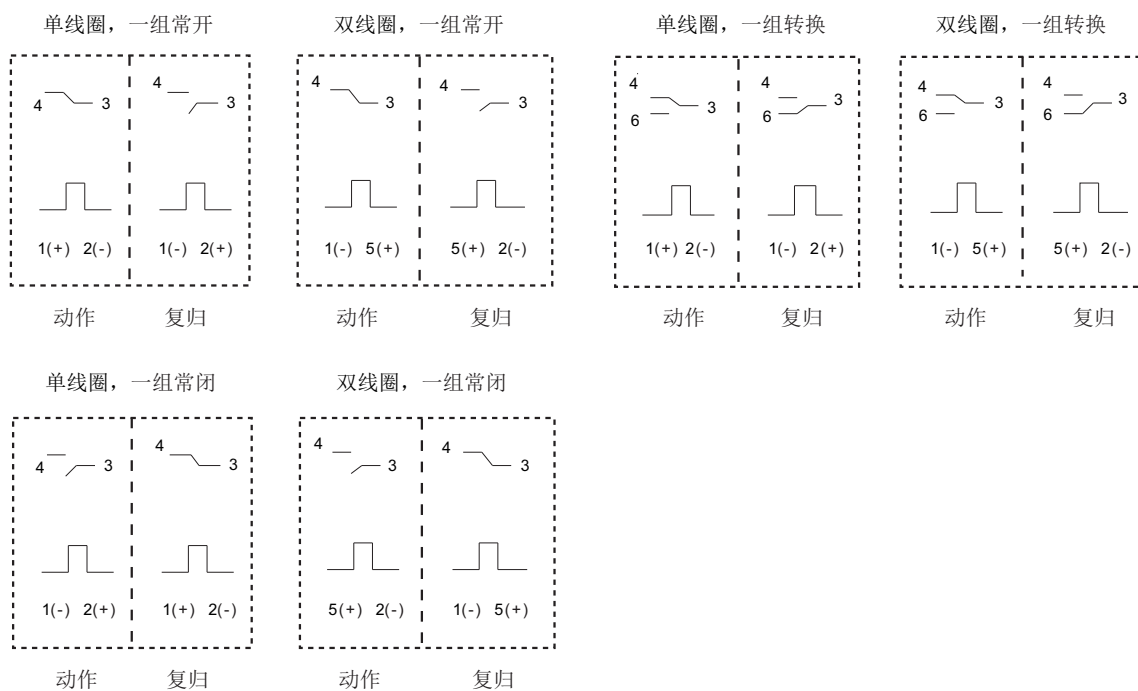 单线圈，一组常开
双线圈，一组常开
单线圈，一组转换
双线圈，一组转换
4 3 4 3
4 3 4 3
4 6 3 4 6 3
4 6 3 4 6 3
1(+) 2(-) 1(-) 2(+)
1(-) 5(+) 5(+) 2(-)
1(+) 2(-) 1(-) 2(+)
1(-) 5(+) 5(+) 2(-)
动作 复归
动作 复归
动作 复归
动作 复归
单线圈，一组常闭
双线圈，一组常闭
4 3 4 3
4 3 4 3
1(-) 2(+) 1(+) 2(-)
5(+) 2(-) 1(-) 5(+)
动作 复归
动作 复归